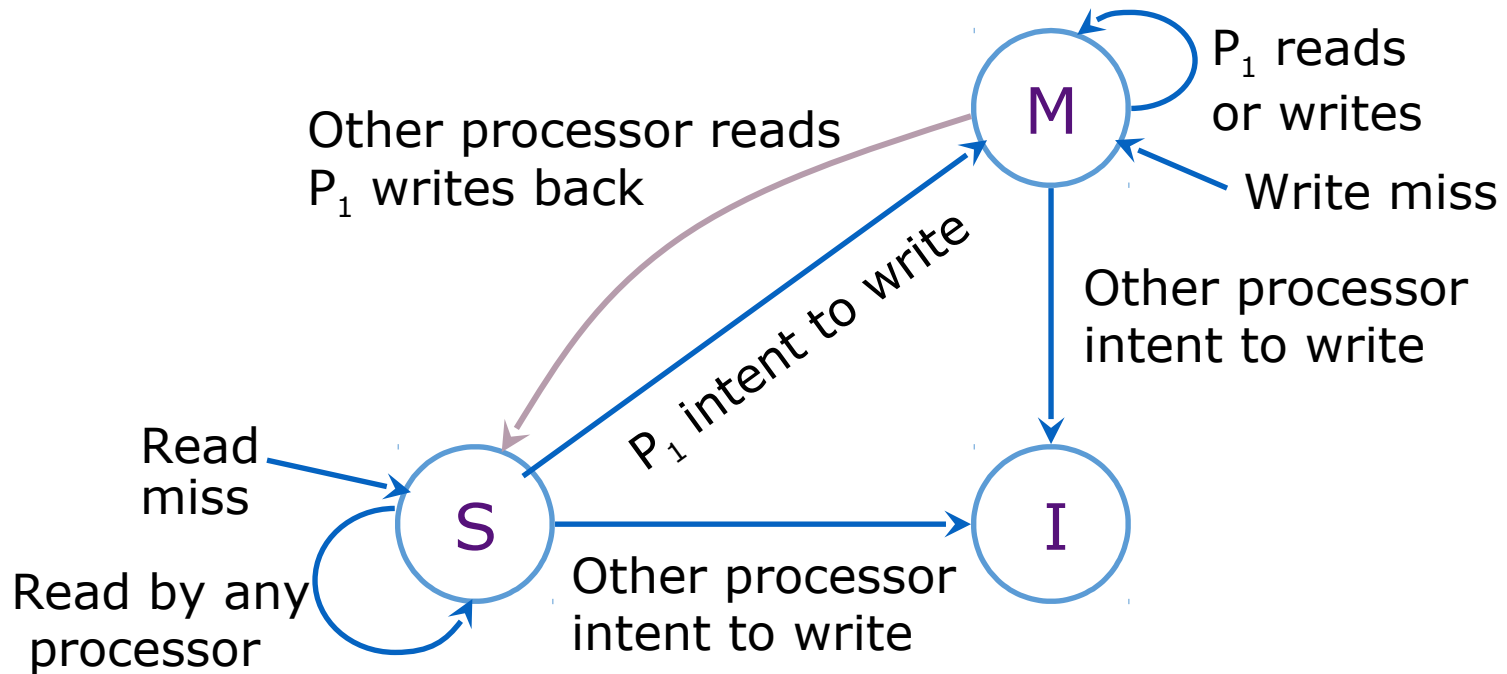 M
P₁ reads
or writes
Other processor reads
P₁ writes back
Write miss
P₁ intent to write
Other processor
intent to write
Read
miss
S
I
Other processor
intent to write
Read by any
processor